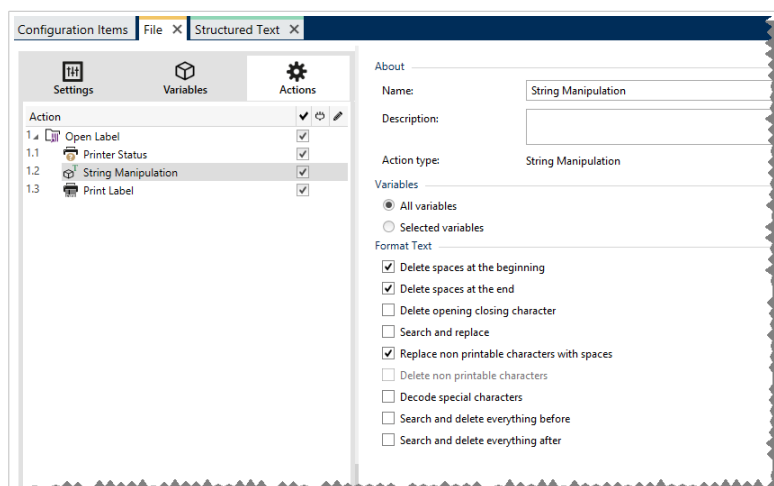 Configuration Items File Structured Text
Settings Variables Actions
Action
1 Open Label
1.1 Printer Status
1.2 String Manipulation
1.3 Print Label
About
Name: String Manipulation
Description:
Action type: String Manipulation
Variables
All variables
Selected variables
Format Text
Delete spaces at the beginning
Delete spaces at the end
Delete opening closing character
Search and replace
Replace non printable characters with spaces
Delete non printable characters
Decode special characters
Search and delete everything before
Search and delete everything after